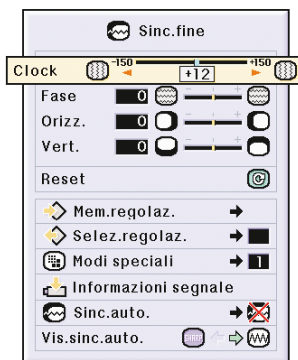 Sinc.fine
Clock -150 +12 +150
Fase 0 - +
Orizz. 0 - +
Vert. 0 - +
Reset
Mem.regolaz.
Selez.regolaz.
Modi speciali 1
Informazioni segnale
Sinc.auto.
Vis.sinc.auto.